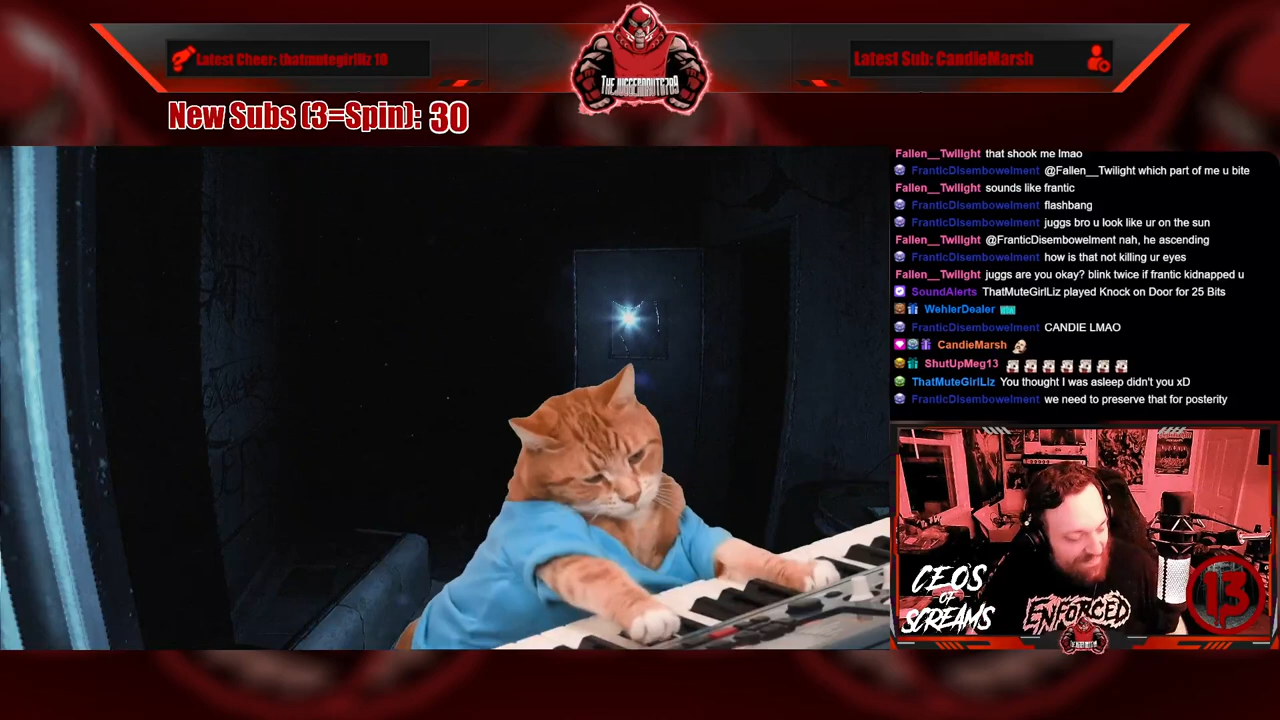 Latest Cheer: thatmutegirlliz 10
THEJUGGERNAUT6789
Latest Sub: CandieMarsh
New Subs (3=Spin): 30
Fallen__Twilight that shook me lmao
FranticDisembowelment @Fallen__Twilight which part of me u bite
Fallen__Twilight sounds like frantic
FranticDisembowelment flashbang
FranticDisembowelment juggs bro u look like ur on the sun
Fallen__Twilight @FranticDisembowelment nah, he ascending
FranticDisembowelment how is that not killing ur eyes
Fallen__Twilight juggs are you okay? blink twice if frantic kidnapped u
SoundAlerts ThatMuteGirlLiz played Knock on Door for 25 Bits
WehlerDealer
FranticDisembowelment CANDIE LMAO
CandieMarsh
ShutUpMeg13
ThatMuteGirlLiz You thought I was asleep didn't you xD
FranticDisembowelment we need to preserve that for posterity
CEOS
OF
SCREAMS
ENFORCED
13